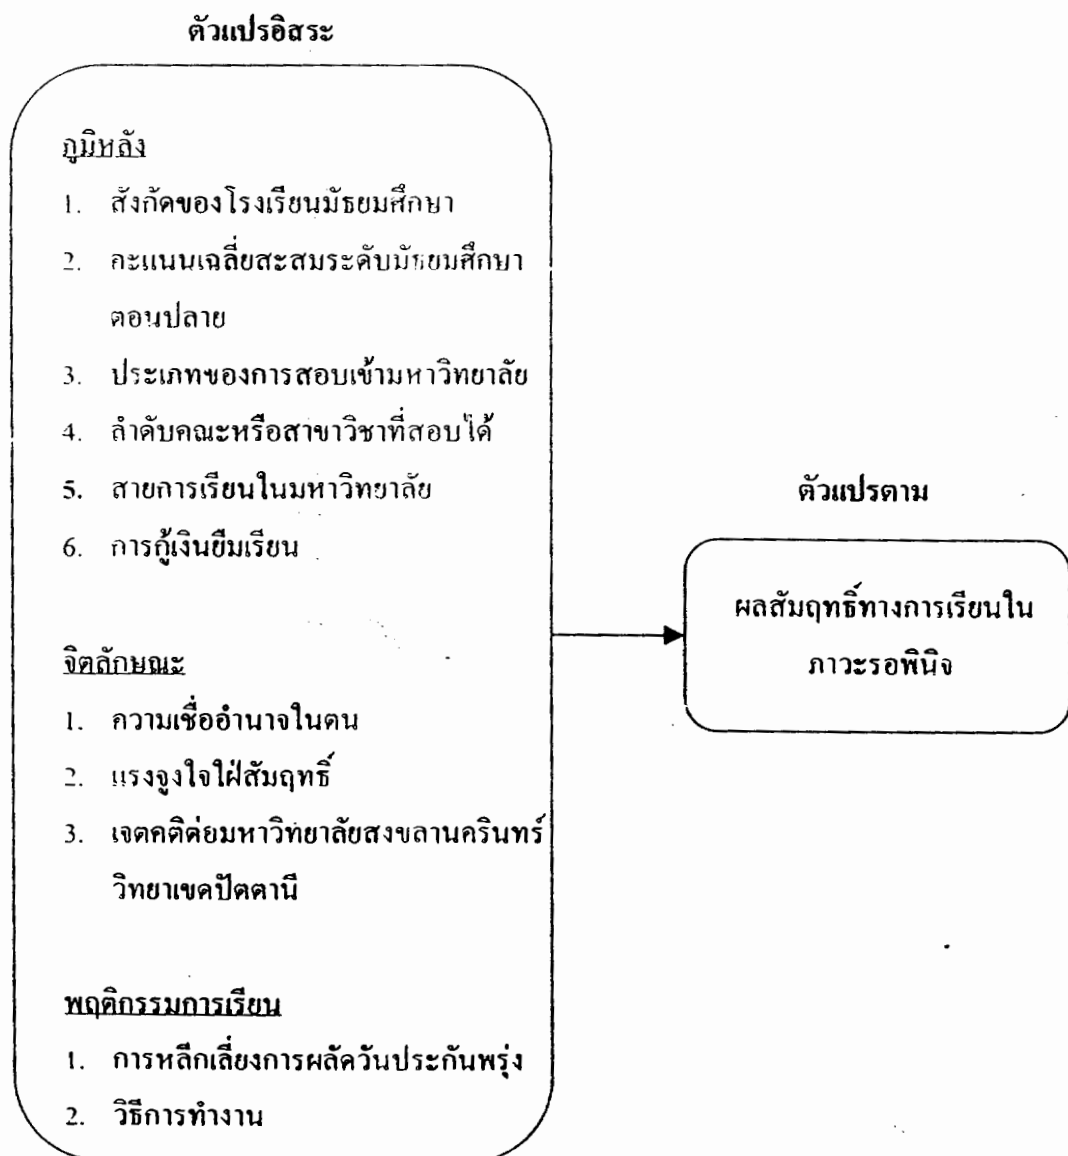 ตัวแปรอิสระ
ภูมิหลัง
1. สังกัดของโรงเรียนมัธยมศึกษา
2. คะแนนเฉลี่ยสะสมระดับมัธยมศึกษา
ตอนปลาย
3. ประเภทของการสอบเข้ามหาวิทยาลัย
4. ลำดับคณะหรือสาขาวิชาที่สอบได้
5. สายการเรียนในมหาวิทยาลัย
6. การกู้เงินยืมเรียน
จิตลักษณะ
1. ความเชื่ออำนาจในตน
2. แรงจูงใจใฝ่สัมฤทธิ์
3. เจตคติต่อมหาวิทยาลัยสงขลานครินทร์
วิทยาเขตปัตตานี
พฤติกรรมการเรียน
1. การหลีกเลี่ยงการผลัดวันประกันพรุ่ง
2. วิธีการทำงาน
ตัวแปรตาม
ผลสัมฤทธิ์ทางการเรียนใน
ภาวะรอพินิจ